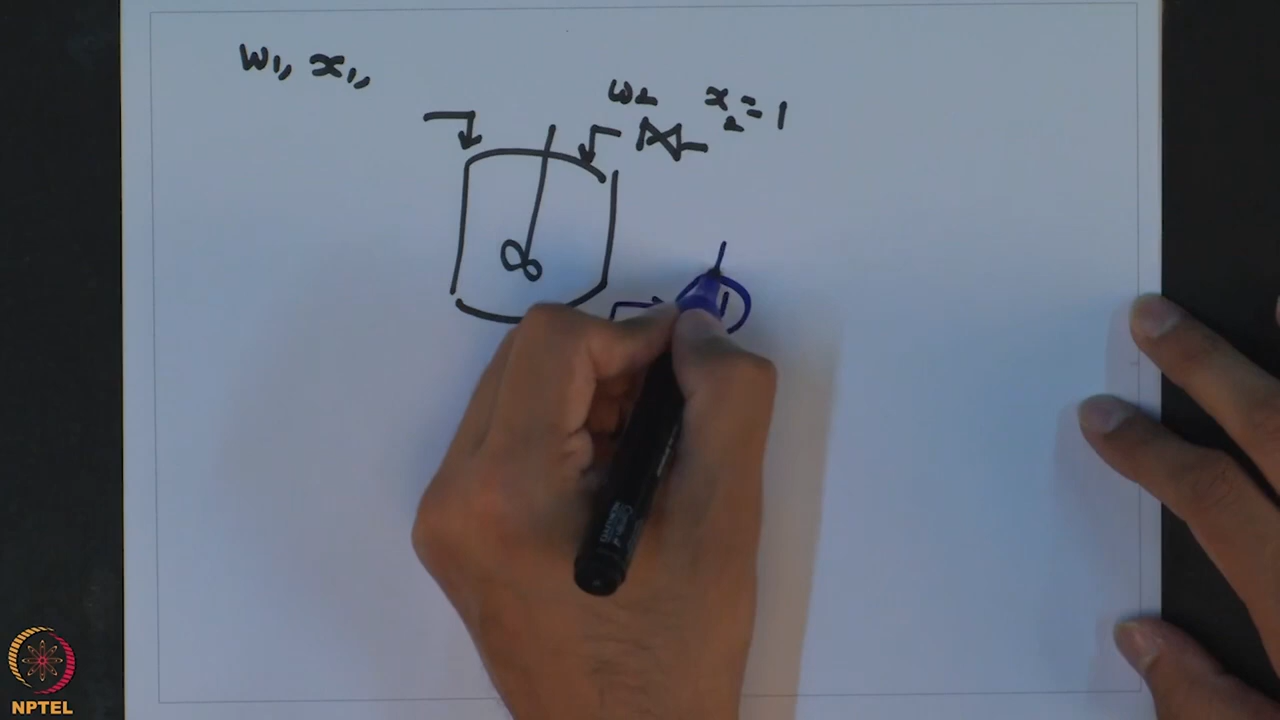 w₁, x₁,
w₂ x₂ = 1
NPTEL